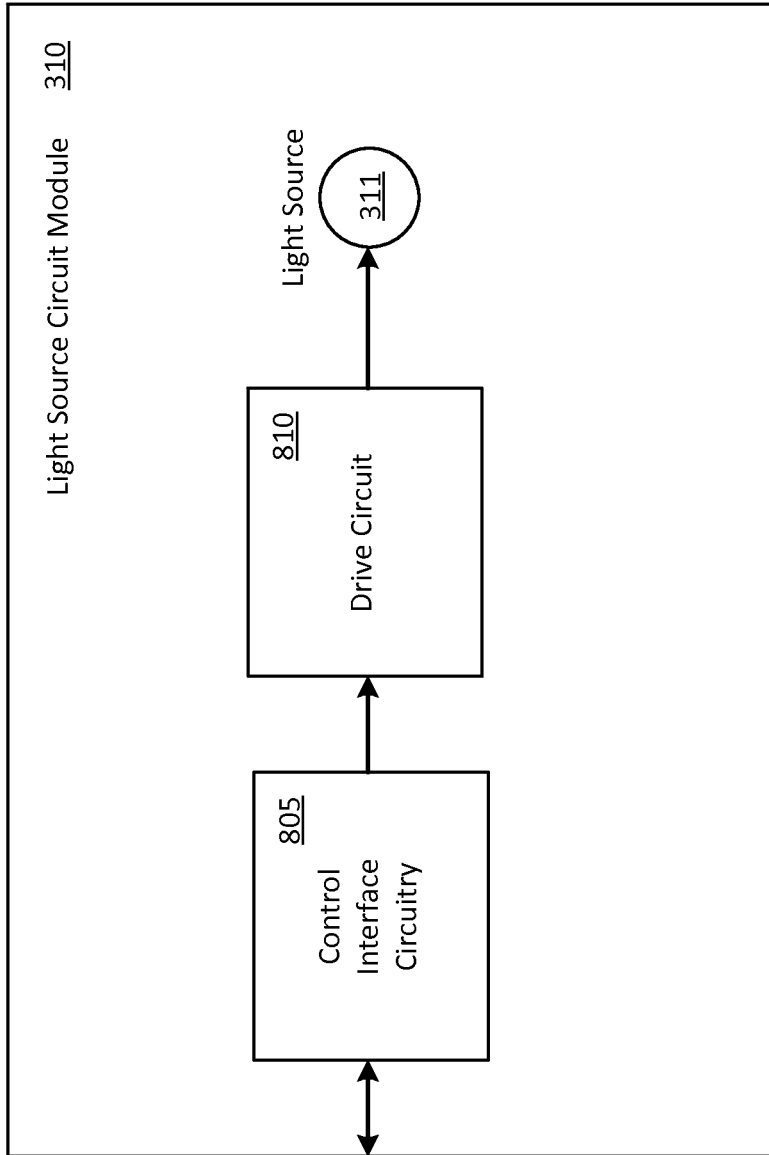 Light Source Circuit Module 310
805
Control
Interface
Circuitry
810
Drive Circuit
Light Source
311